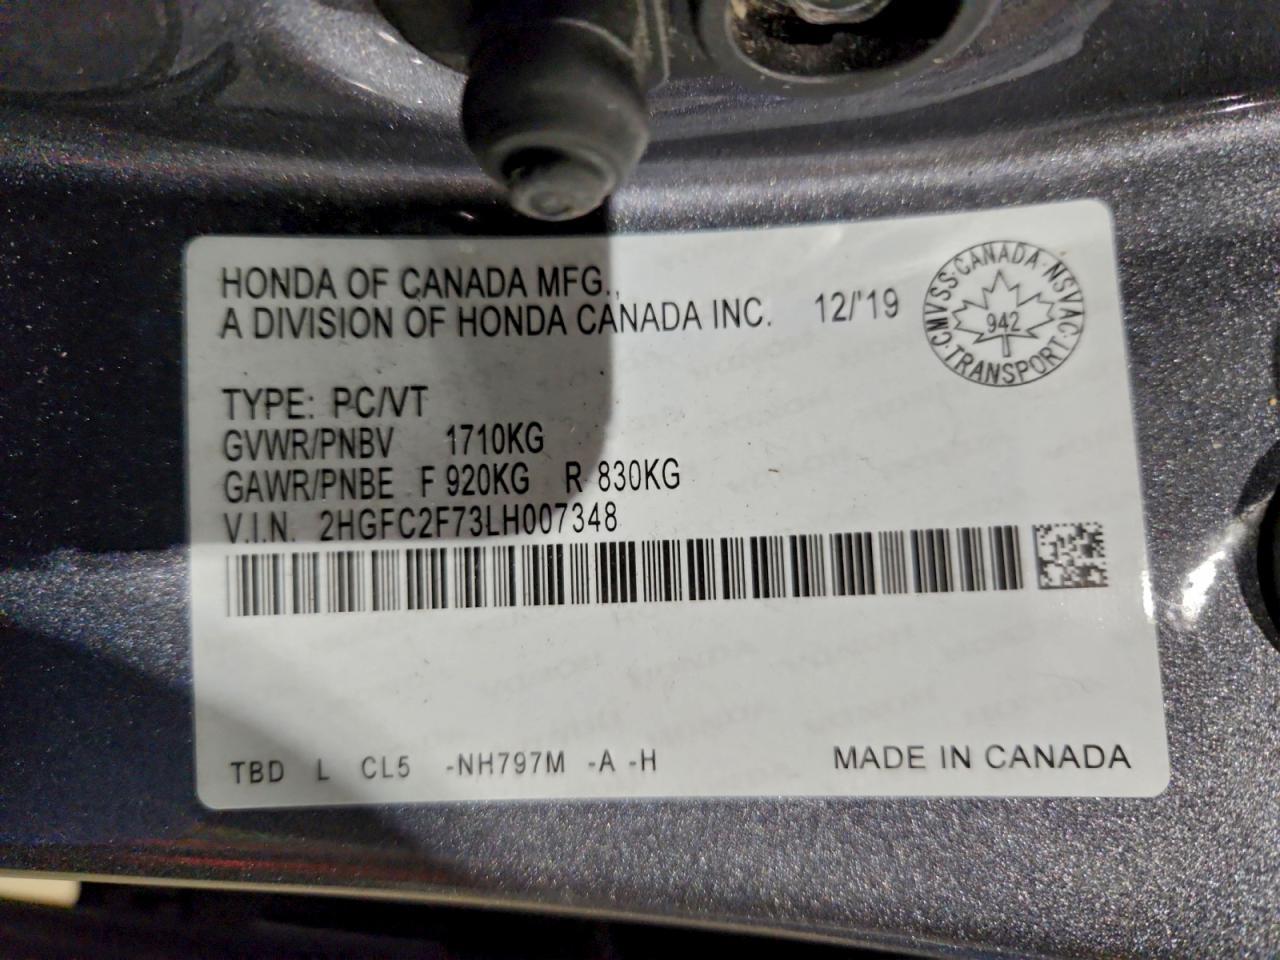 HONDA OF CANADA MFG.,
A DIVISION OF HONDA CANADA INC. 12/'19
CMVSS·CANADA·NSVAC·TRANSPORT·
942
TYPE: PC/VT
GVWR/PNBV 1710KG
GAWR/PNBE F 920KG R 830KG
V.I.N. 2HGFC2F73LH007348
TBD L CL5 -NH797M -A -H MADE IN CANADA